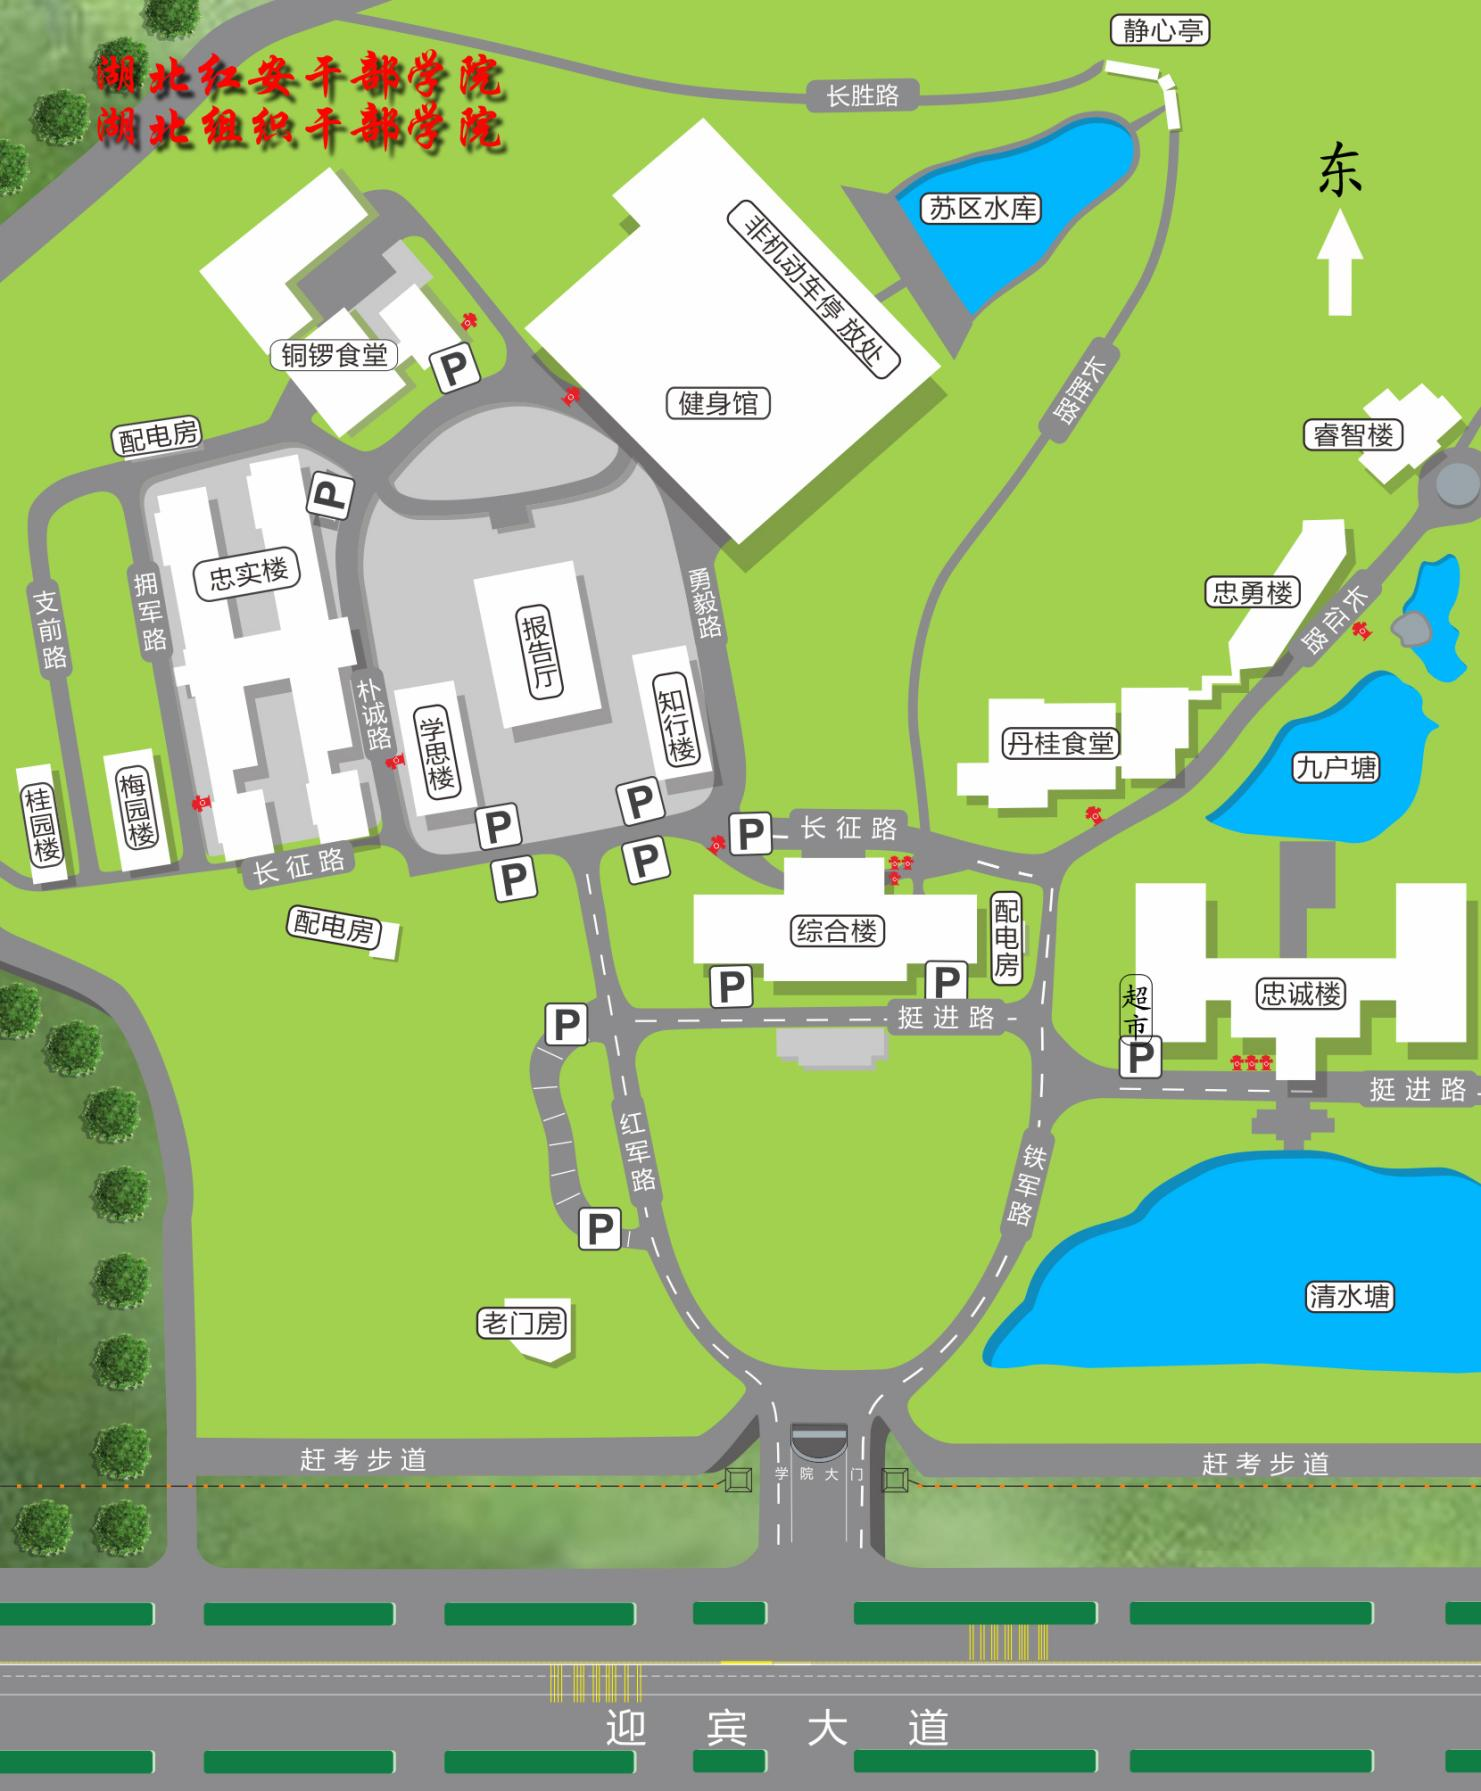 湖北红安干部学院
湖北组织干部学院
静心亭
长胜路
东
苏区水库
非机动车停 放处
铜锣食堂
P
健身馆
长胜路
配电房
睿智楼
P
忠实楼
拥军路
支前路
勇毅路
报告厅
忠勇楼
长征路
知行楼
朴诚路
学思楼
丹桂食堂
九户塘
梅园楼
桂园楼
P
P
P
长征路
长征路
P
P
配电房
综合楼
配电房
P
P
超市
忠诚楼
P
挺进路
P
挺进路
红军路
铁军路
P
清水塘
老门房
赶考步道
学院大门
赶考步道
迎宾大道